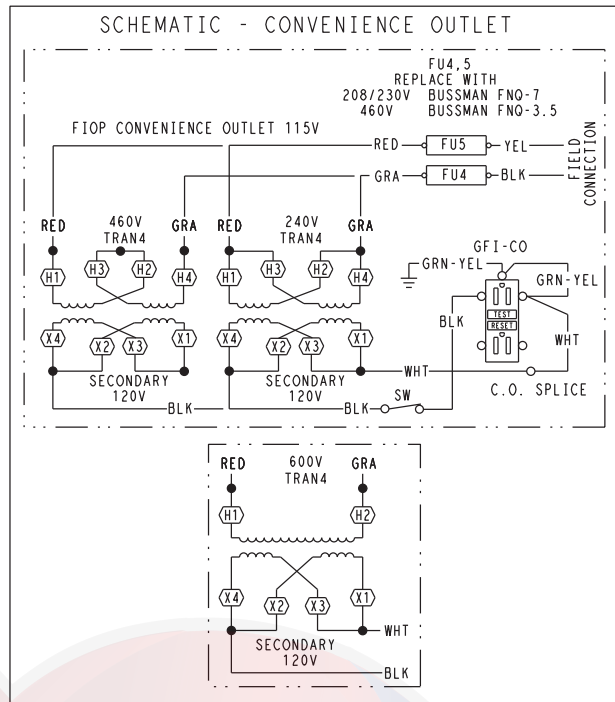 SCHEMATIC - CONVENIENCE OUTLET
FU4,5
REPLACE WITH
208/230V BUSSMAN FNQ-7
460V BUSSMAN FNQ-3.5
FIOP CONVENIENCE OUTLET 115V
RED FU5 YEL
GRA FU4 BLK
FIELD
CONNECTION
RED 460V GRA RED 240V GRA
TRAN4 TRAN4
GFI-CO
H1 H3 H2 H4 H1 H3 H2 H4
GRN-YEL
GRN-YEL
TEST
RESET
BLK
WHT
X4 X2 X3 X1 X4 X2 X3 X1
SECONDARY SECONDARY
120V 120V
WHT
C.O. SPLICE
BLK BLK SW
RED 600V GRA
TRAN4
H1 H2
X4 X2 X3 X1
WHT
SECONDARY
120V
BLK